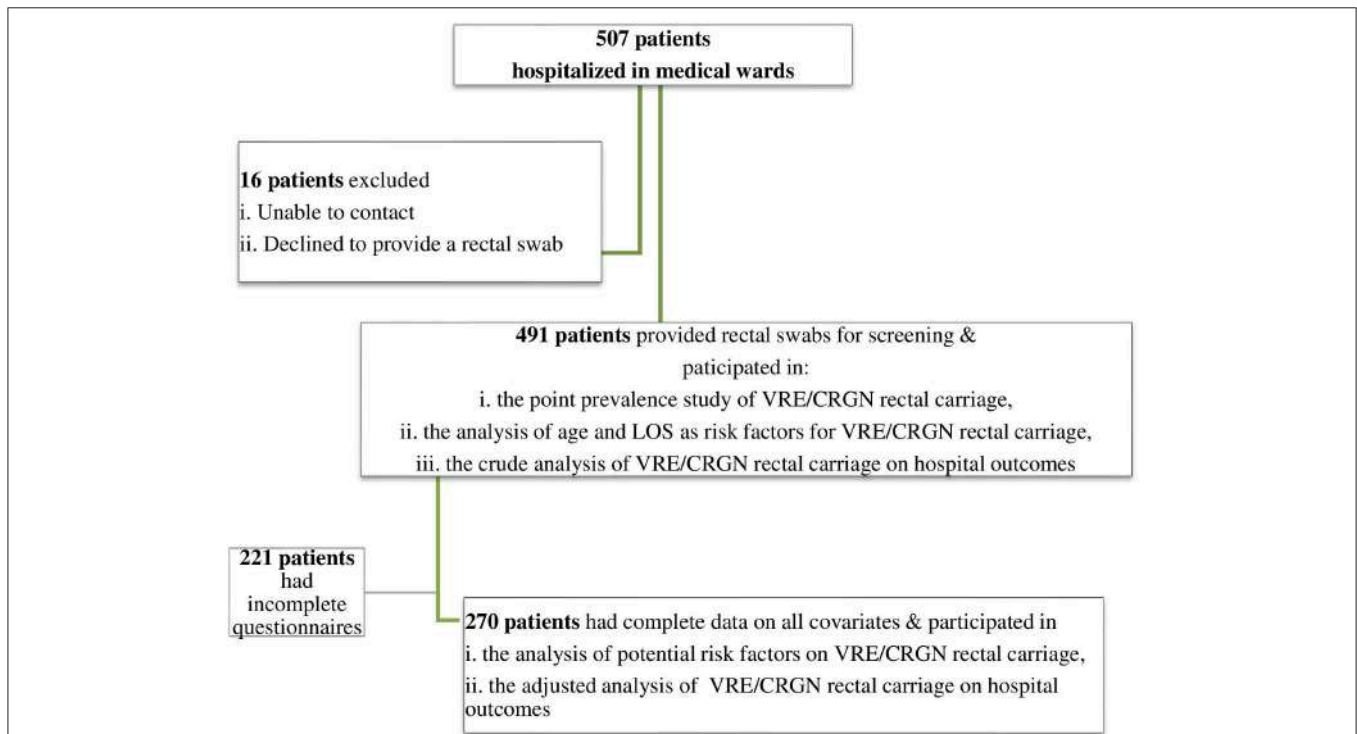 507 patients
hospitalized in medical wards
16 patients excluded
i. Unable to contact
ii. Declined to provide a rectal swab
491 patients provided rectal swabs for screening &
paticipated in:
i. the point prevalence study of VRE/CRGN rectal carriage,
ii. the analysis of age and LOS as risk factors for VRE/CRGN rectal carriage,
iii. the crude analysis of VRE/CRGN rectal carriage on hospital outcomes
221 patients
had
incomplete
questionnaires
270 patients had complete data on all covariates & participated in
i. the analysis of potential risk factors on VRE/CRGN rectal carriage,
ii. the adjusted analysis of VRE/CRGN rectal carriage on hospital
outcomes